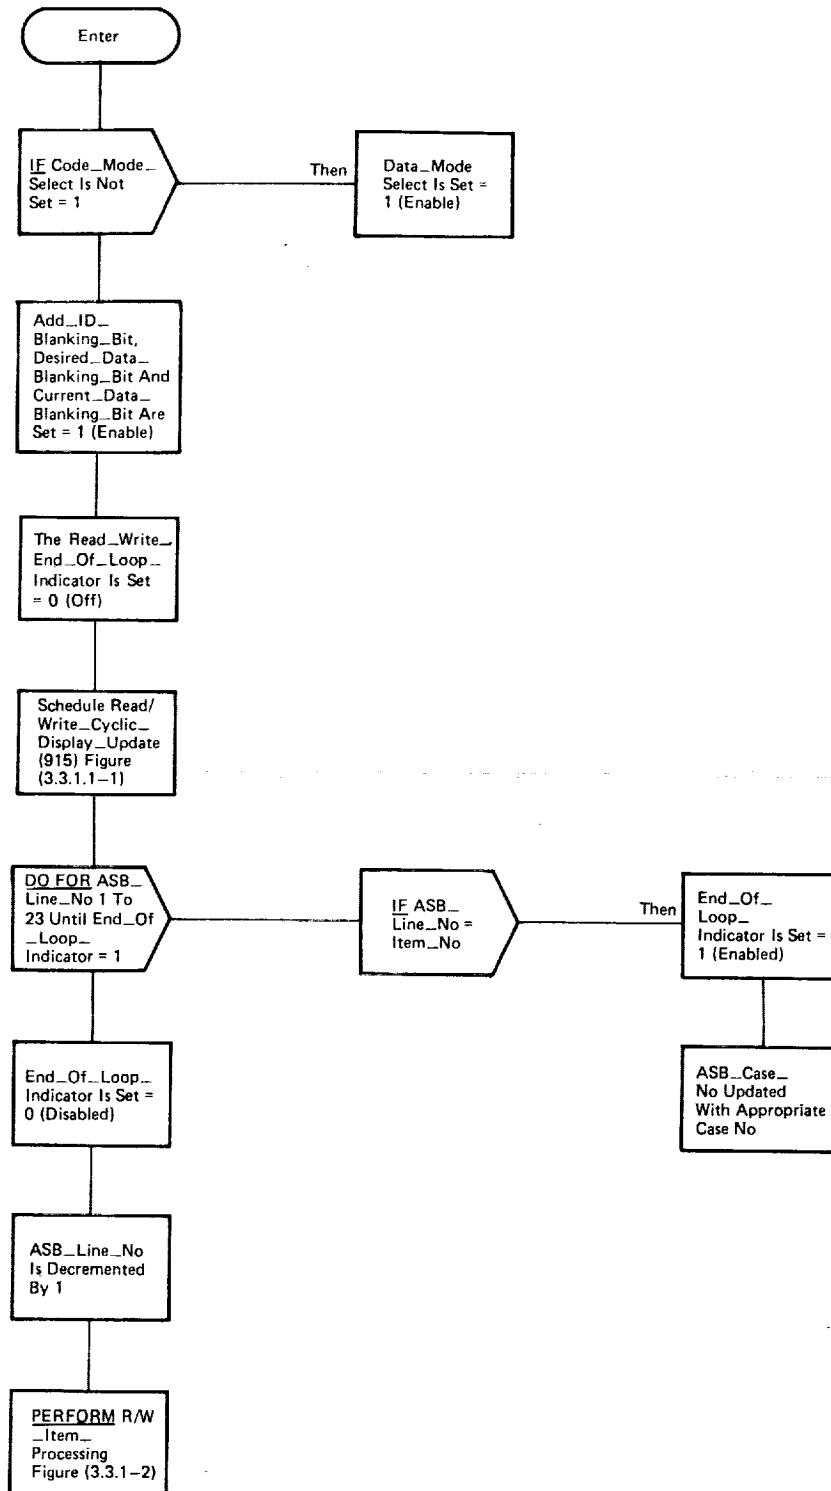 Enter
IF Code_Mode_
Select Is Not
Set = 1
Then
Data_Mode
Select Is Set =
1 (Enable)
Add_ID_
Blanking_Bit,
Desired_Data_
Blanking_Bit And
Current_Data_
Blanking_Bit Are
Set = 1 (Enable)
The Read_Write_
End_Of_Loop_
Indicator Is Set
= 0 (Off)
Schedule Read/
Write_Cyclic_
Display_Update
(915) Figure
(3.3.1.1-1)
DO FOR ASB_
Line_No 1 To
23 Until End_Of
_Loop_
Indicator = 1
IF ASB_
Line_No =
Item_No
Then
End_Of_
Loop_
Indicator Is Set =
1 (Enabled)
ASB_Case_
No Updated
With Appropriate
Case No
End_Of_Loop_
Indicator Is Set =
0 (Disabled)
ASB_Line_No
Is Decremented
By 1
PERFORM R/W
_Item_
Processing
Figure (3.3.1-2)